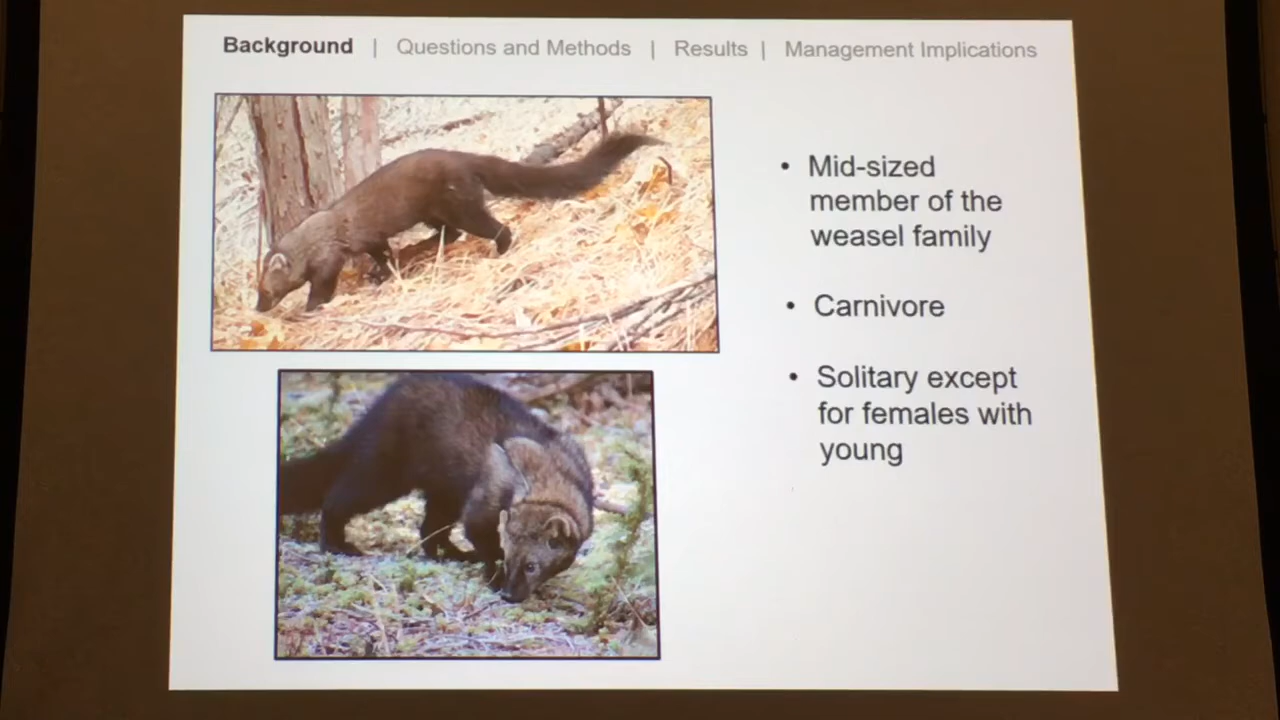 Background | Questions and Methods | Results | Management Implications
• Mid-sized
member of the
weasel family
• Carnivore
• Solitary except
for females with
young